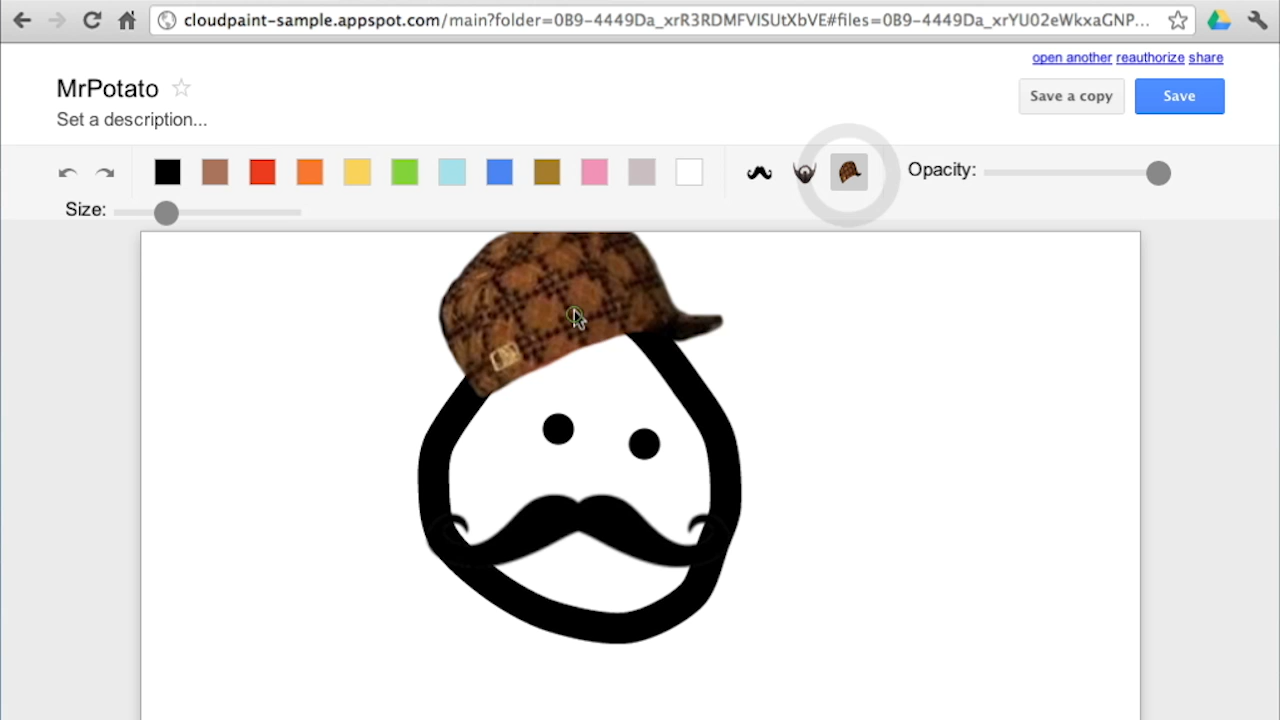 cloudpaint-sample.appspot.com/main?folder=0B9-4449Da_xrR3RDMFVISUtXbVE#files=0B9-4449Da_xrYU02eWkxaGNP...
open another reauthorize share
MrPotato
Save a copy
Save
Set a description...
Opacity:
Size: